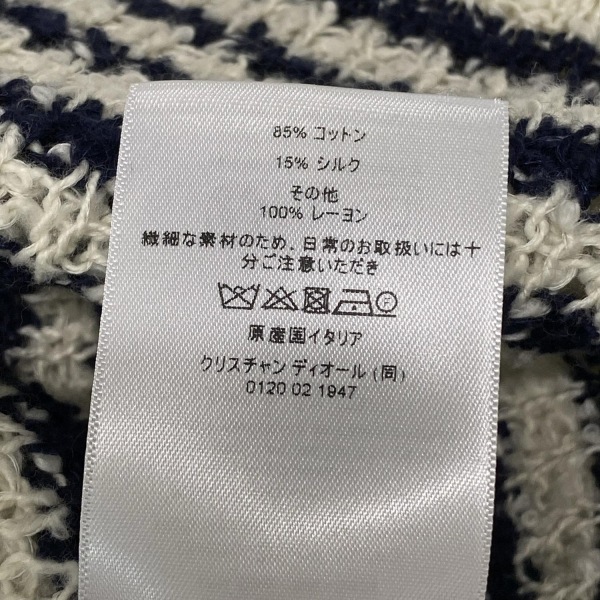 85% コットン
15% シルク
その他
100% レーヨン
繊細な素材のため、日常のお取扱いには十
分ご注意いただき
原産国イタリア
クリスチャン ディオール (同)
0120 02 1947